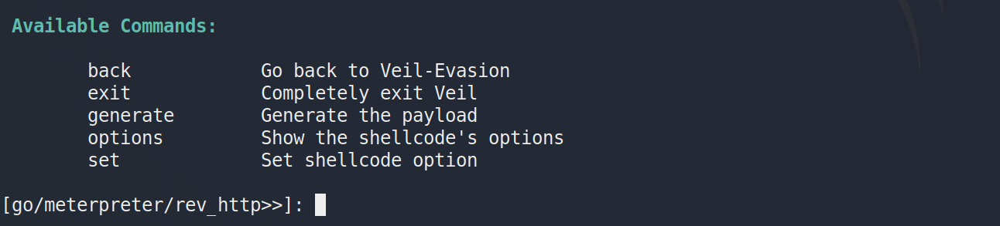 Available Commands:
back Go back to Veil-Evasion
exit Completely exit Veil
generate Generate the payload
options Show the shellcode's options
set Set shellcode option
[go/meterpreter/rev_http>>]: